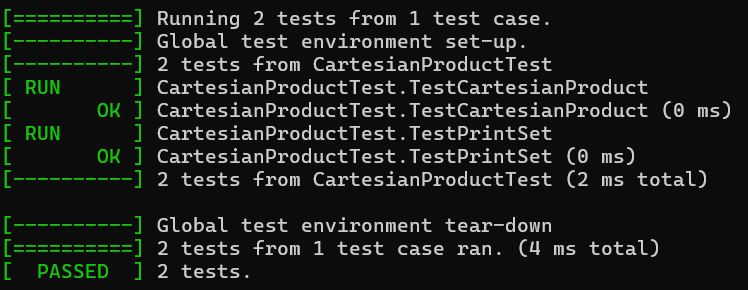 [==========] Running 2 tests from 1 test case.
[----------] Global test environment set-up.
[----------] 2 tests from CartesianProductTest
[ RUN      ] CartesianProductTest.TestCartesianProduct
[       OK ] CartesianProductTest.TestCartesianProduct (0 ms)
[ RUN      ] CartesianProductTest.TestPrintSet
[       OK ] CartesianProductTest.TestPrintSet (0 ms)
[----------] 2 tests from CartesianProductTest (2 ms total)

[----------] Global test environment tear-down
[==========] 2 tests from 1 test case ran. (4 ms total)
[  PASSED  ] 2 tests.